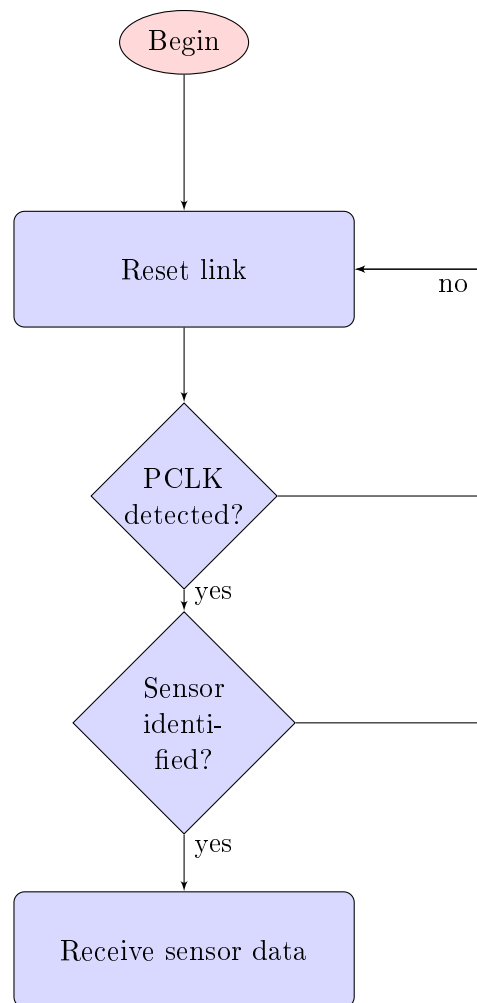 Begin
Reset link
no
PCLK
detected?
yes
Sensor
identi-
fied?
yes
Receive sensor data